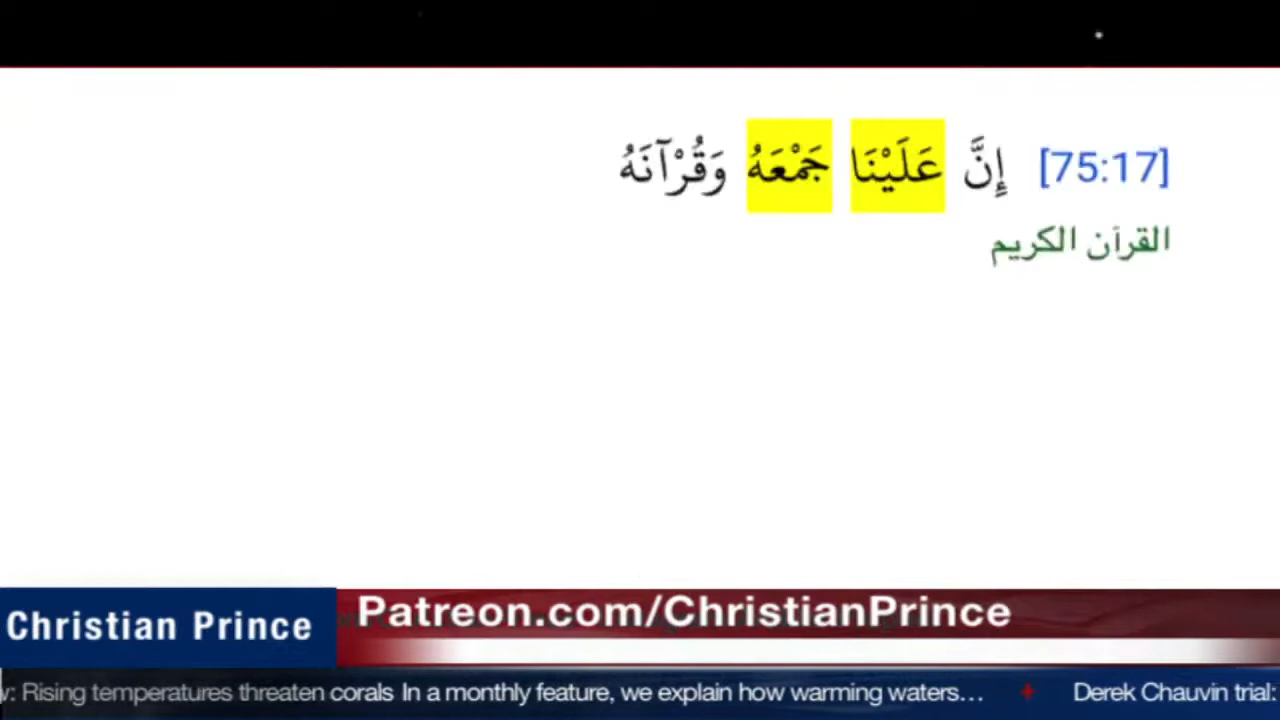 [75:17] إِنَّ عَلَيْنَا جَمْعَهُ وَقُرْآنَهُ
القرآن الكريم
Christian Prince
Patreon.com/ChristianPrince
: Rising temperatures threaten corals In a monthly feature, we explain how warming waters… Derek Chauvin trial: